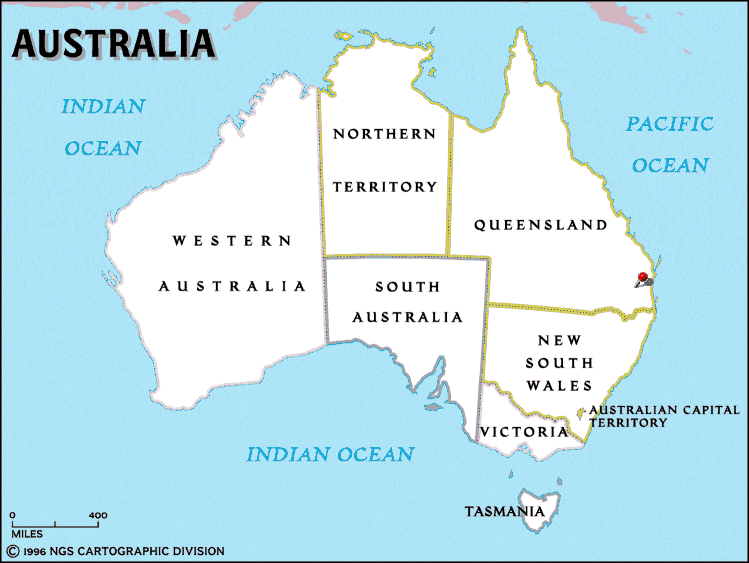 AUSTRALIA
INDIAN
OCEAN
PACIFIC
OCEAN
NORTHERN
TERRITORY
QUEENSLAND
WESTERN
AUSTRALIA
SOUTH
AUSTRALIA
NEW
SOUTH
WALES
AUSTRALIAN CAPITAL
TERRITORY
VICTORIA
INDIAN OCEAN
TASMANIA
0 400
MILES
© 1996 NGS CARTOGRAPHIC DIVISION